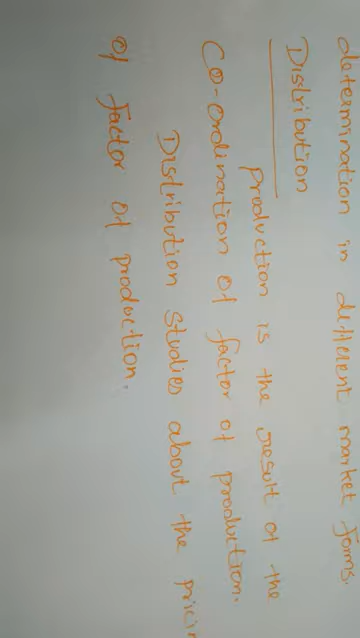 determination in different market forms.
Distribution
production is the result of the
Co-ordination of factor of production.
Distribution studies about the pricin
of factor of production.